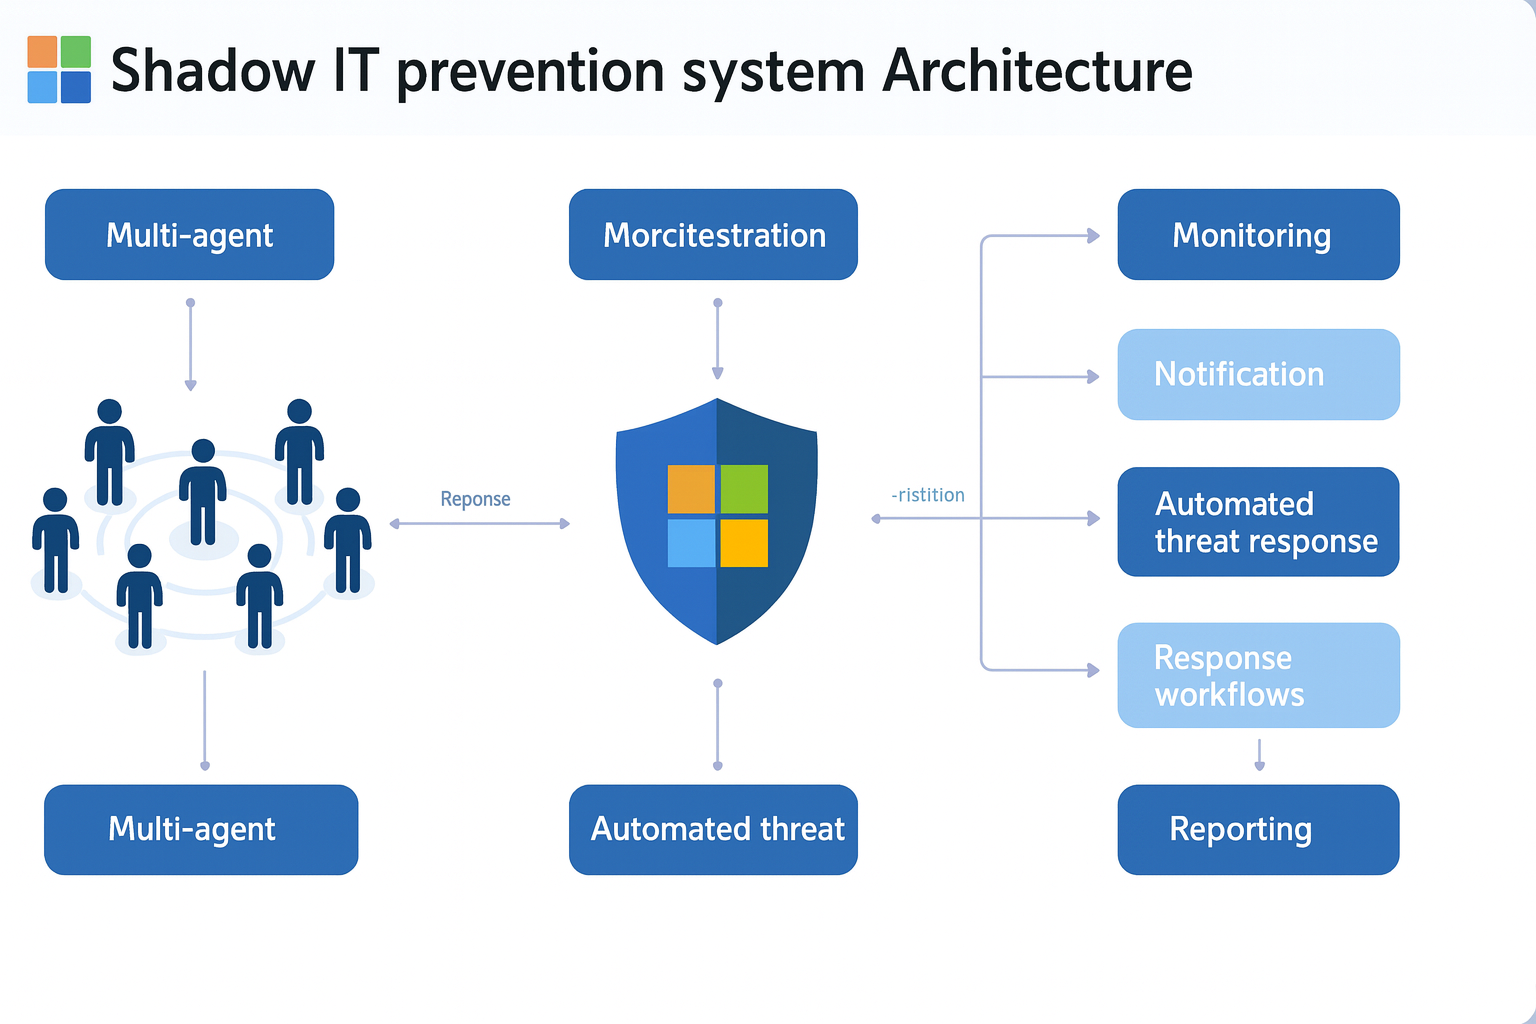 Shadow IT prevention system Architecture
Multi-agent
Morcitestration
Monitoring
Notification
Reponse
-ristition
Automated
threat response
Response
workflows
Multi-agent
Automated threat
Reporting